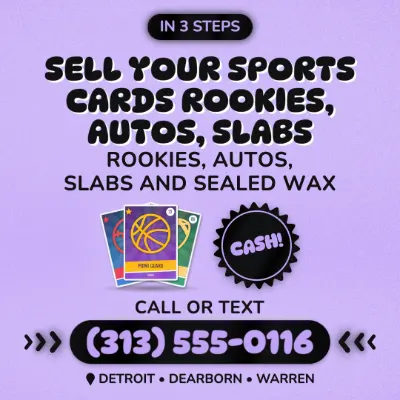 IN 3 STEPS
SELL YOUR SPORTS
CARDS ROOKIES,
AUTOS, SLABS
ROOKIES, AUTOS,
SLABS AND SEALED WAX
CASH!
CALL OR TEXT
(313) 555-0116
DETROIT • DEARBORN • WARREN